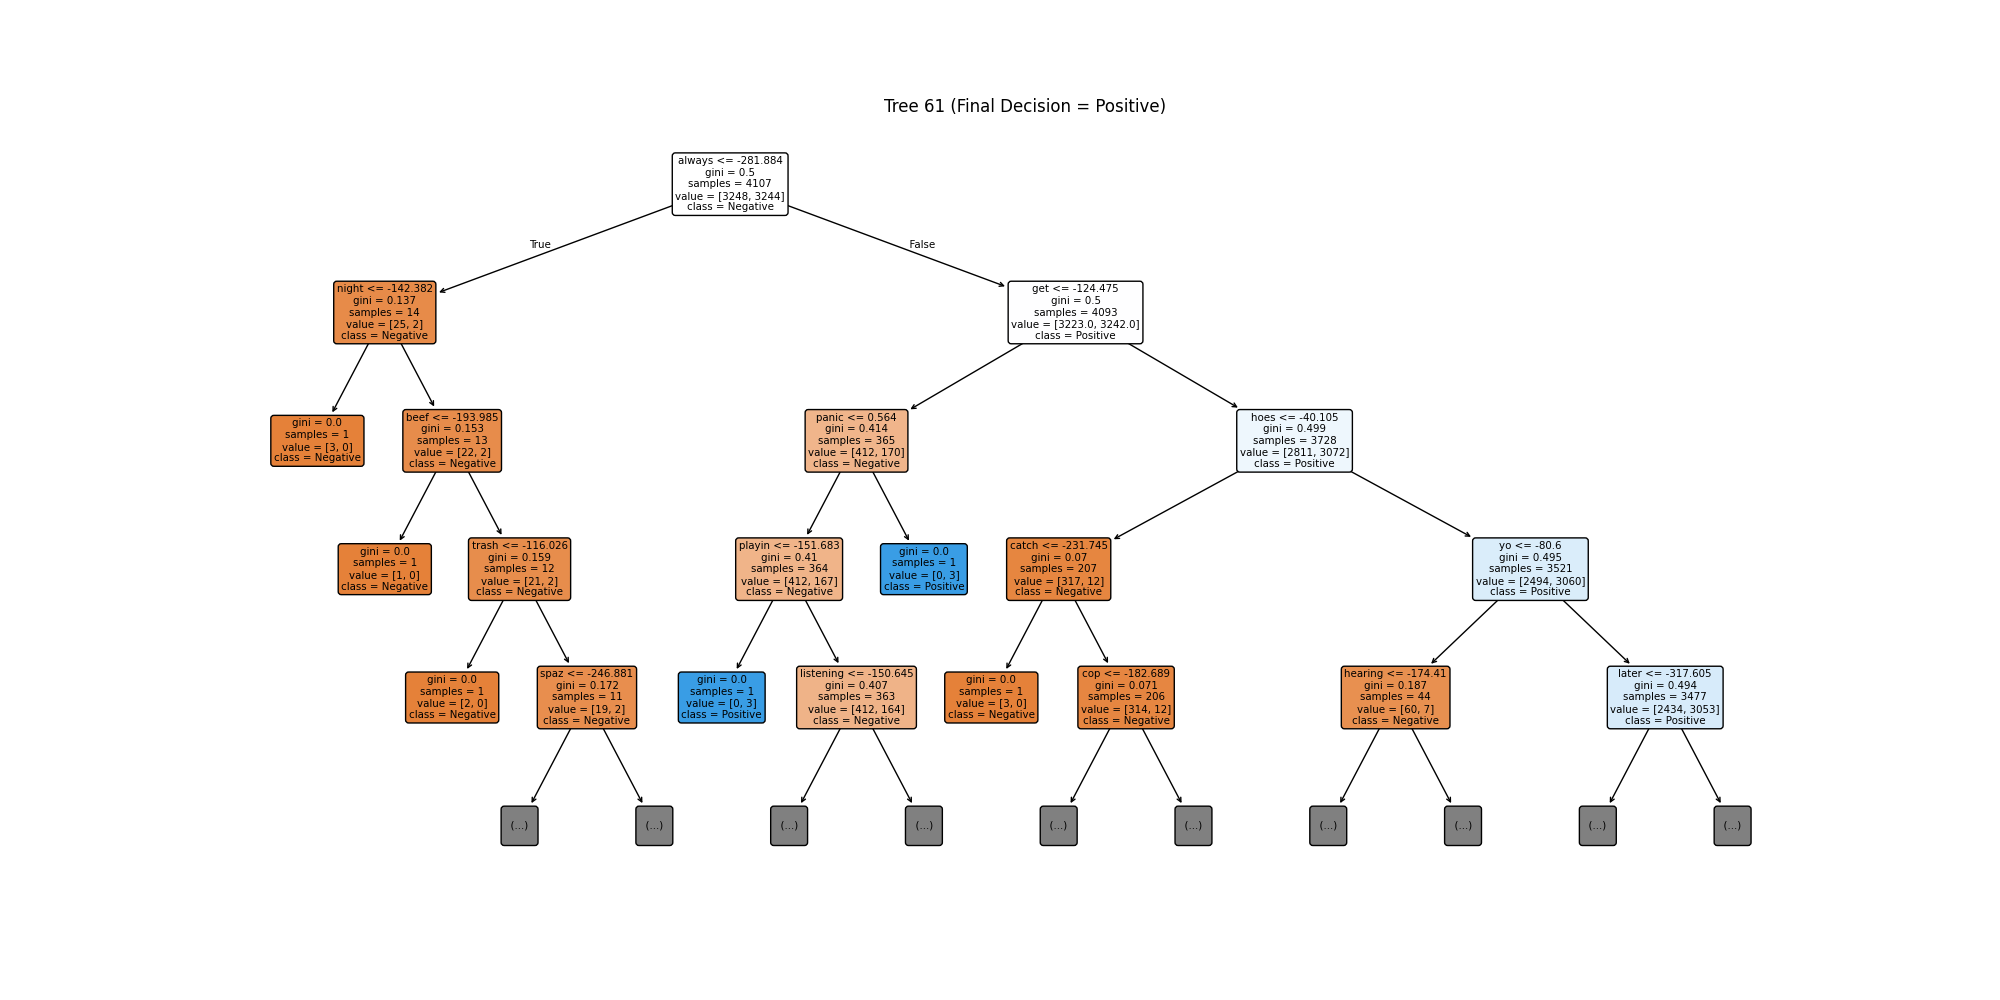 Tree 61 (Final Decision = Positive)
always <= -281.884
gini = 0.5
samples = 4107
value = [3248, 3244]
class = Negative
True
False
night <= -142.382
gini = 0.137
samples = 14
value = [25, 2]
class = Negative
get <= -124.475
gini = 0.5
samples = 4093
value = [3223.0, 3242.0]
class = Positive
gini = 0.0
samples = 1
value = [3, 0]
class = Negative
beef <= -193.985
gini = 0.153
samples = 13
value = [22, 2]
class = Negative
panic <= 0.564
gini = 0.414
samples = 365
value = [412, 170]
class = Negative
hoes <= -40.105
gini = 0.499
samples = 3728
value = [2811, 3072]
class = Positive
gini = 0.0
samples = 1
value = [1, 0]
class = Negative
trash <= -116.026
gini = 0.159
samples = 12
value = [21, 2]
class = Negative
playin <= -151.683
gini = 0.41
samples = 364
value = [412, 167]
class = Negative
gini = 0.0
samples = 1
value = [0, 3]
class = Positive
catch <= -231.745
gini = 0.07
samples = 207
value = [317, 12]
class = Negative
yo <= -80.6
gini = 0.495
samples = 3521
value = [2494, 3060]
class = Positive
gini = 0.0
samples = 1
value = [2, 0]
class = Negative
spaz <= -246.881
gini = 0.172
samples = 11
value = [19, 2]
class = Negative
gini = 0.0
samples = 1
value = [0, 3]
class = Positive
listening <= -150.645
gini = 0.407
samples = 363
value = [412, 164]
class = Negative
gini = 0.0
samples = 1
value = [3, 0]
class = Negative
cop <= -182.689
gini = 0.071
samples = 206
value = [314, 12]
class = Negative
hearing <= -174.41
gini = 0.187
samples = 44
value = [60, 7]
class = Negative
later <= -317.605
gini = 0.494
samples = 3477
value = [2434, 3053]
class = Positive
(...)
(...)
(...)
(...)
(...)
(...)
(...)
(...)
(...)
(...)